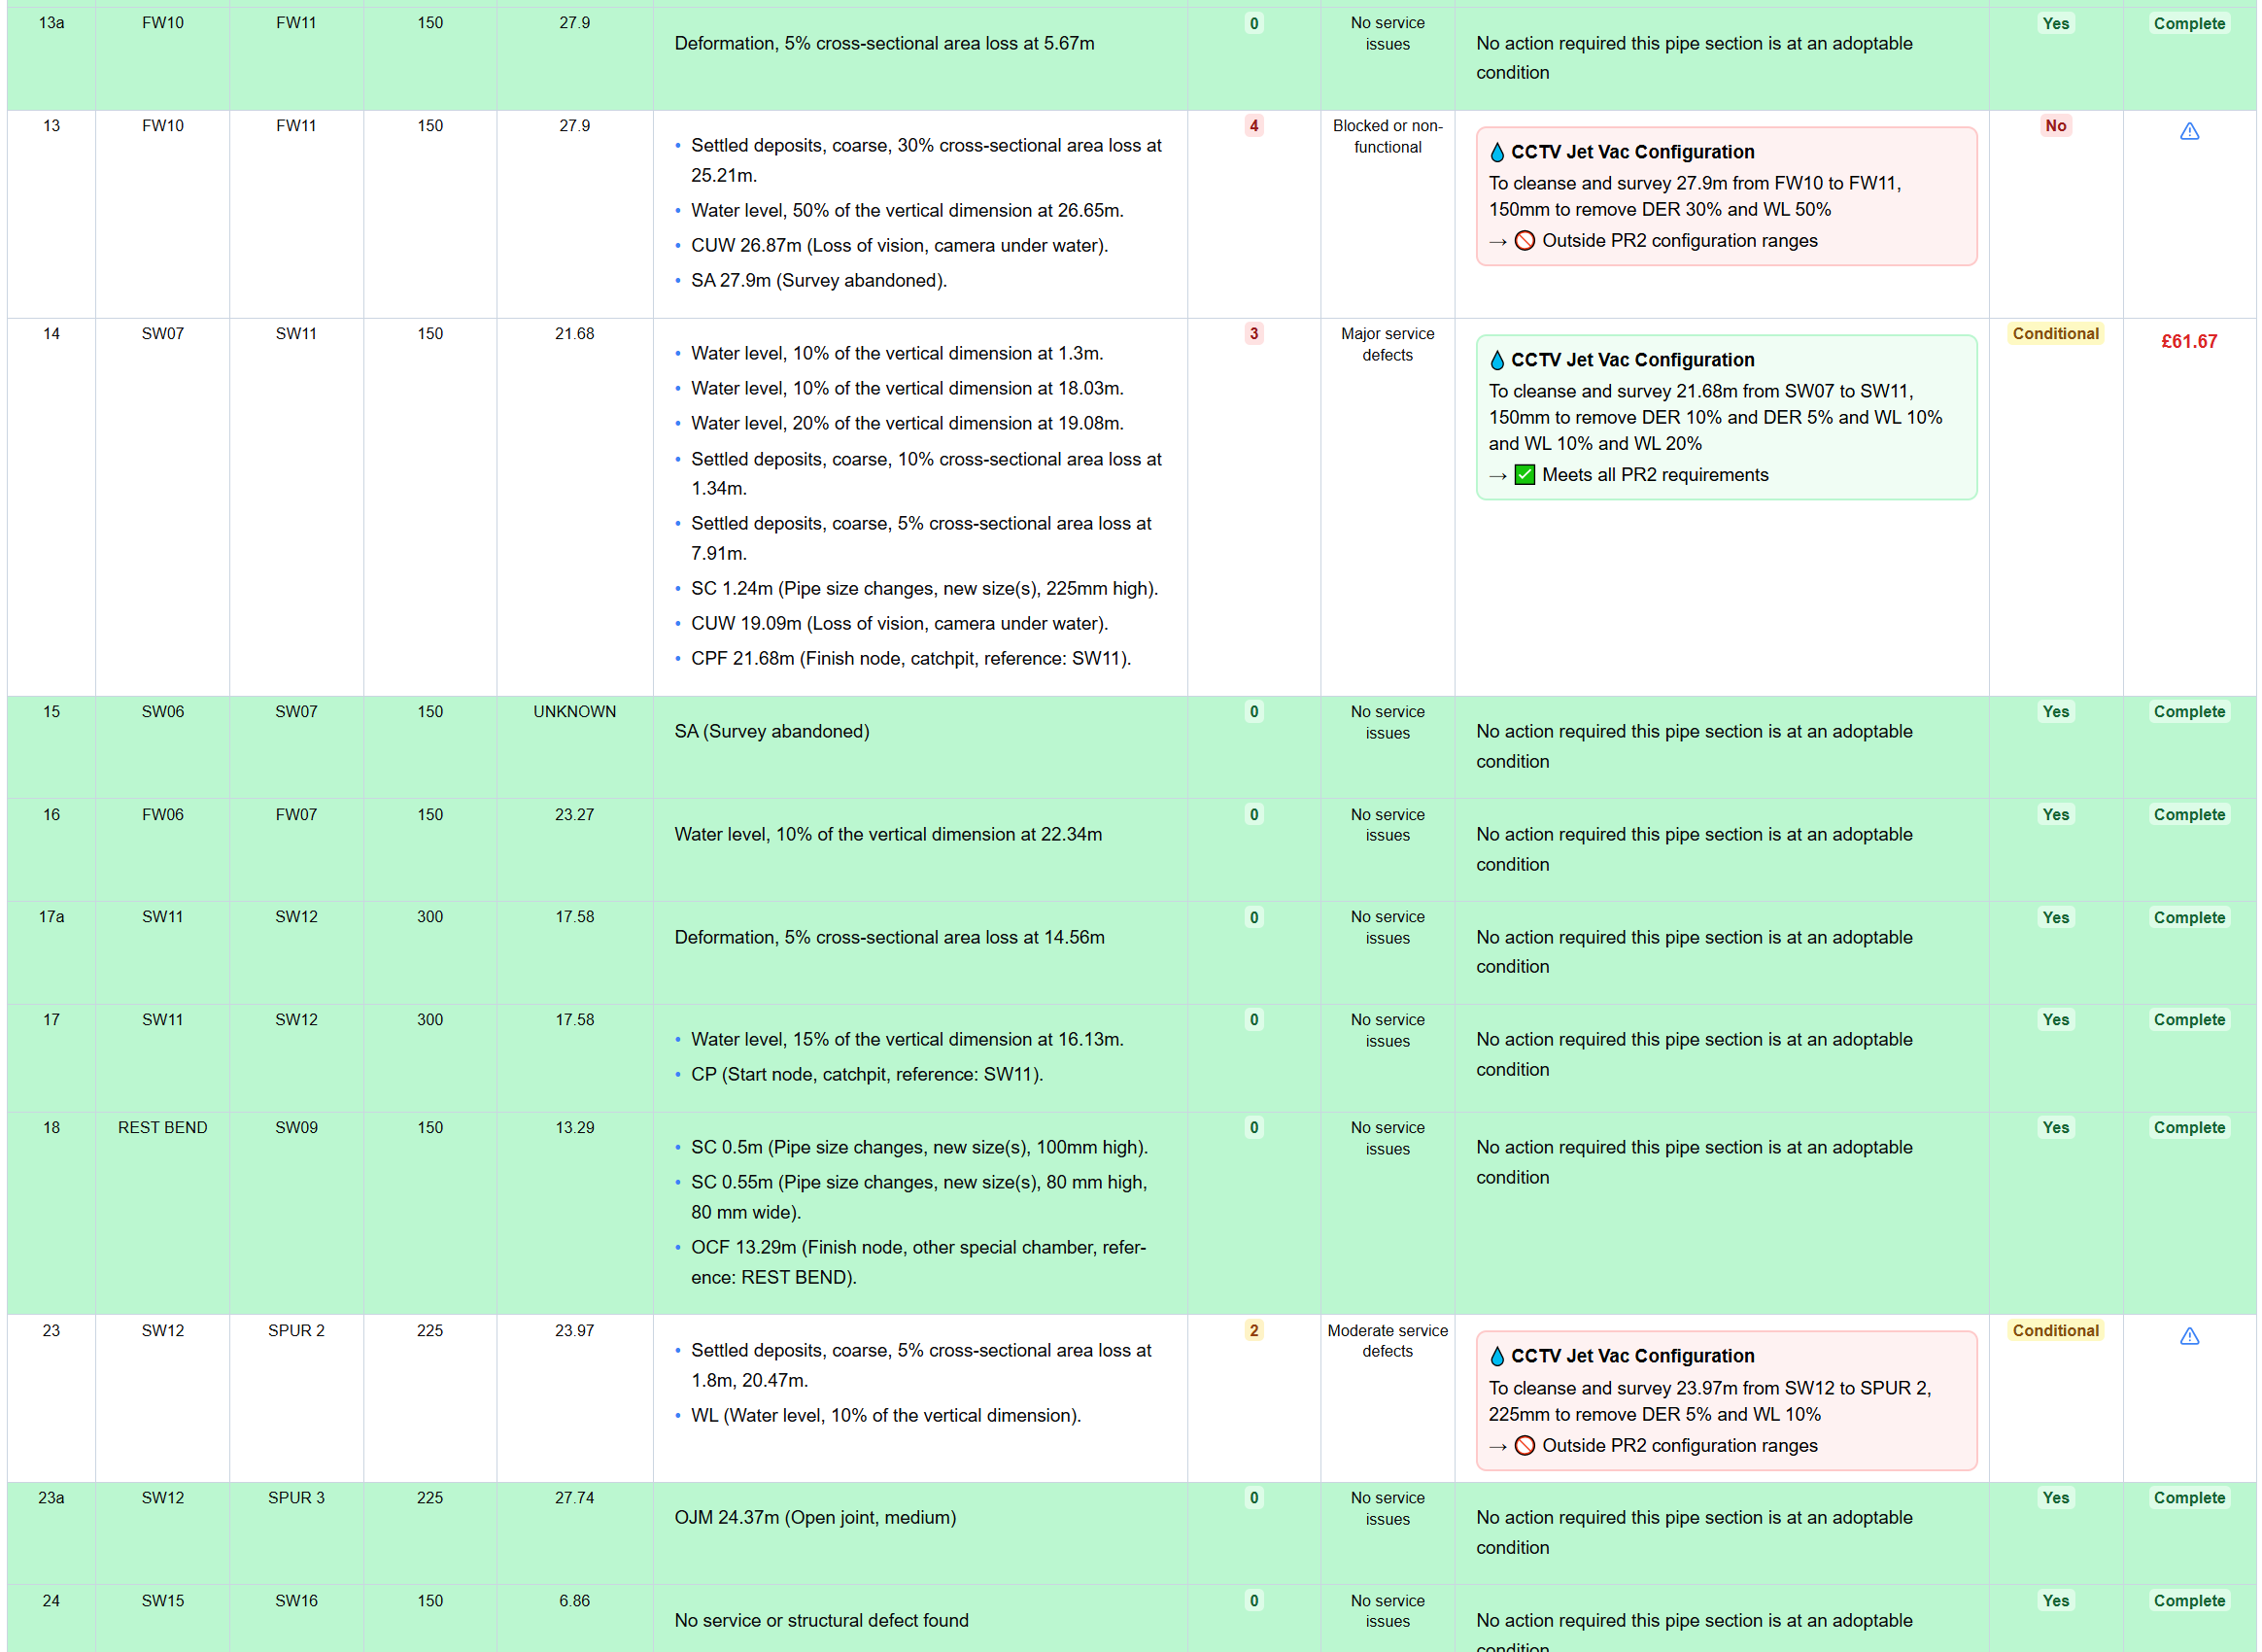 13a FW10 FW11 150 27.9 Deformation, 5% cross-sectional area loss at 5.67m 0 No service issues No action required this pipe section is at an adoptable condition Yes Complete
13 FW10 FW11 150 27.9
• Settled deposits, coarse, 30% cross-sectional area loss at
25.21m.
• Water level, 50% of the vertical dimension at 26.65m.
• CUW 26.87m (Loss of vision, camera under water).
• SA 27.9m (Survey abandoned).
4
Blocked or non-
functional
CCTV Jet Vac Configuration
To cleanse and survey 27.9m from FW10 to FW11,
150mm to remove DER 30% and WL 50%
→ 🚫 Outside PR2 configuration ranges
No
14 SW07 SW11 150 21.68
• Water level, 10% of the vertical dimension at 1.3m.
• Water level, 10% of the vertical dimension at 18.03m.
• Water level, 20% of the vertical dimension at 19.08m.
• Settled deposits, coarse, 10% cross-sectional area loss at
1.34m.
• Settled deposits, coarse, 5% cross-sectional area loss at
7.91m.
• SC 1.24m (Pipe size changes, new size(s), 225mm high).
• CUW 19.09m (Loss of vision, camera under water).
• CPF 21.68m (Finish node, catchpit, reference: SW11).
3
Major service
defects
CCTV Jet Vac Configuration
To cleanse and survey 21.68m from SW07 to SW11,
150mm to remove DER 10% and DER 5% and WL 10%
and WL 10% and WL 20%
→ ✅ Meets all PR2 requirements
Conditional
£61.67
15 SW06 SW07 150 UNKNOWN
SA (Survey abandoned)
0
No service
issues
No action required this pipe section is at an adoptable
condition
Yes
Complete
16 FW06 FW07 150 23.27
Water level, 10% of the vertical dimension at 22.34m
0
No service
issues
No action required this pipe section is at an adoptable
condition
Yes
Complete
17a SW11 SW12 300 17.58
Deformation, 5% cross-sectional area loss at 14.56m
0
No service
issues
No action required this pipe section is at an adoptable
condition
Yes
Complete
17 SW11 SW12 300 17.58
• Water level, 15% of the vertical dimension at 16.13m.
• CP (Start node, catchpit, reference: SW11).
0
No service
issues
No action required this pipe section is at an adoptable
condition
Yes
Complete
18 REST BEND SW09 150 13.29
• SC 0.5m (Pipe size changes, new size(s), 100mm high).
• SC 0.55m (Pipe size changes, new size(s), 80 mm high,
80 mm wide).
• OCF 13.29m (Finish node, other special chamber, refer-
ence: REST BEND).
0
No service
issues
No action required this pipe section is at an adoptable
condition
Yes
Complete
23 SW12 SPUR 2 225 23.97
• Settled deposits, coarse, 5% cross-sectional area loss at
1.8m, 20.47m.
• WL (Water level, 10% of the vertical dimension).
2
Moderate service
defects
CCTV Jet Vac Configuration
To cleanse and survey 23.97m from SW12 to SPUR 2,
225mm to remove DER 5% and WL 10%
→ 🚫 Outside PR2 configuration ranges
Conditional
23a SW12 SPUR 3 225 27.74
OJM 24.37m (Open joint, medium)
0
No service
issues
No action required this pipe section is at an adoptable
condition
Yes
Complete
24 SW15 SW16 150 6.86
No service or structural defect found
0
No service
issues
No action required this pipe section is at an adoptable
condition
Yes
Complete